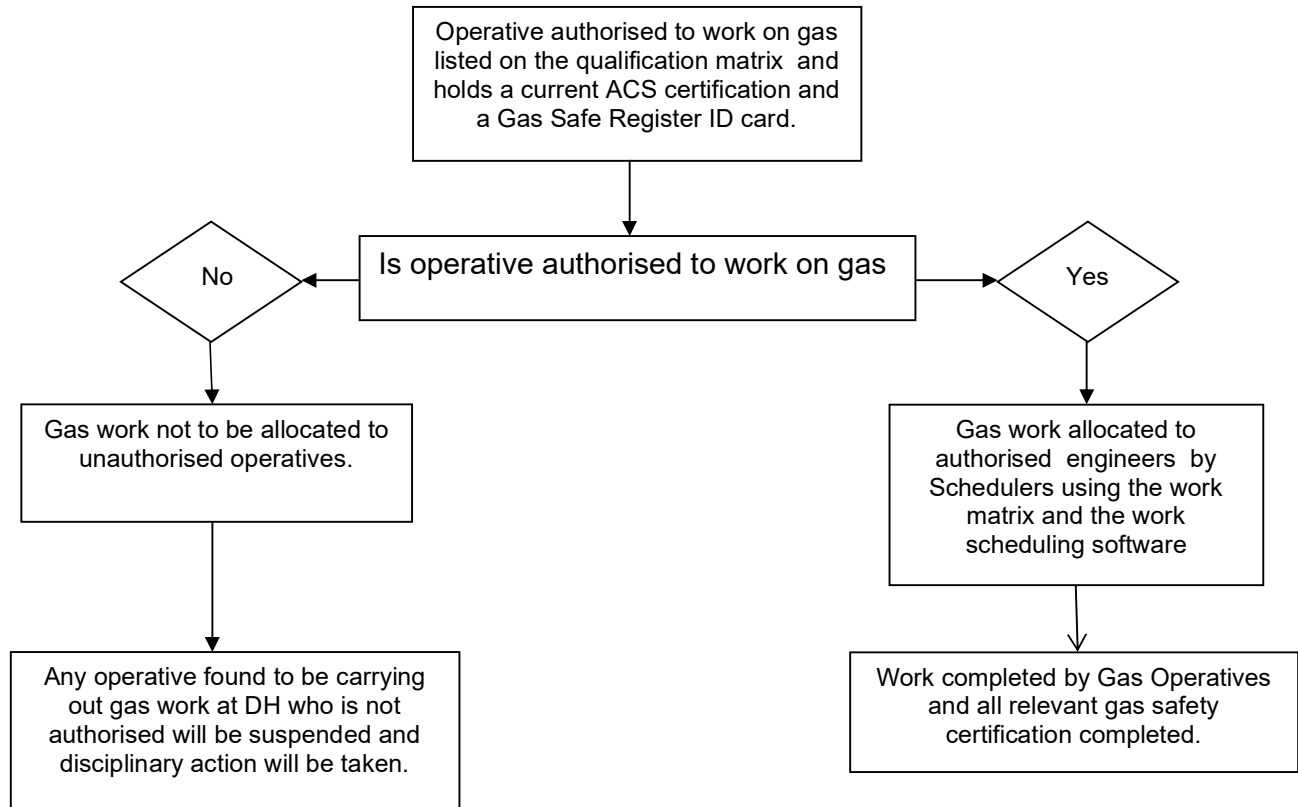 Operative authorised to work on gas
listed on the qualification matrix and
holds a current ACS certification and
a Gas Safe Register ID card.
No
Is operative authorised to work on gas
Yes
Gas work not to be allocated to
unauthorised operatives.
Gas work allocated to
authorised engineers by
Schedulers using the work
matrix and the work
scheduling software
Any operative found to be carrying
out gas work at DH who is not
authorised will be suspended and
disciplinary action will be taken.
Work completed by Gas Operatives
and all relevant gas safety
certification completed.